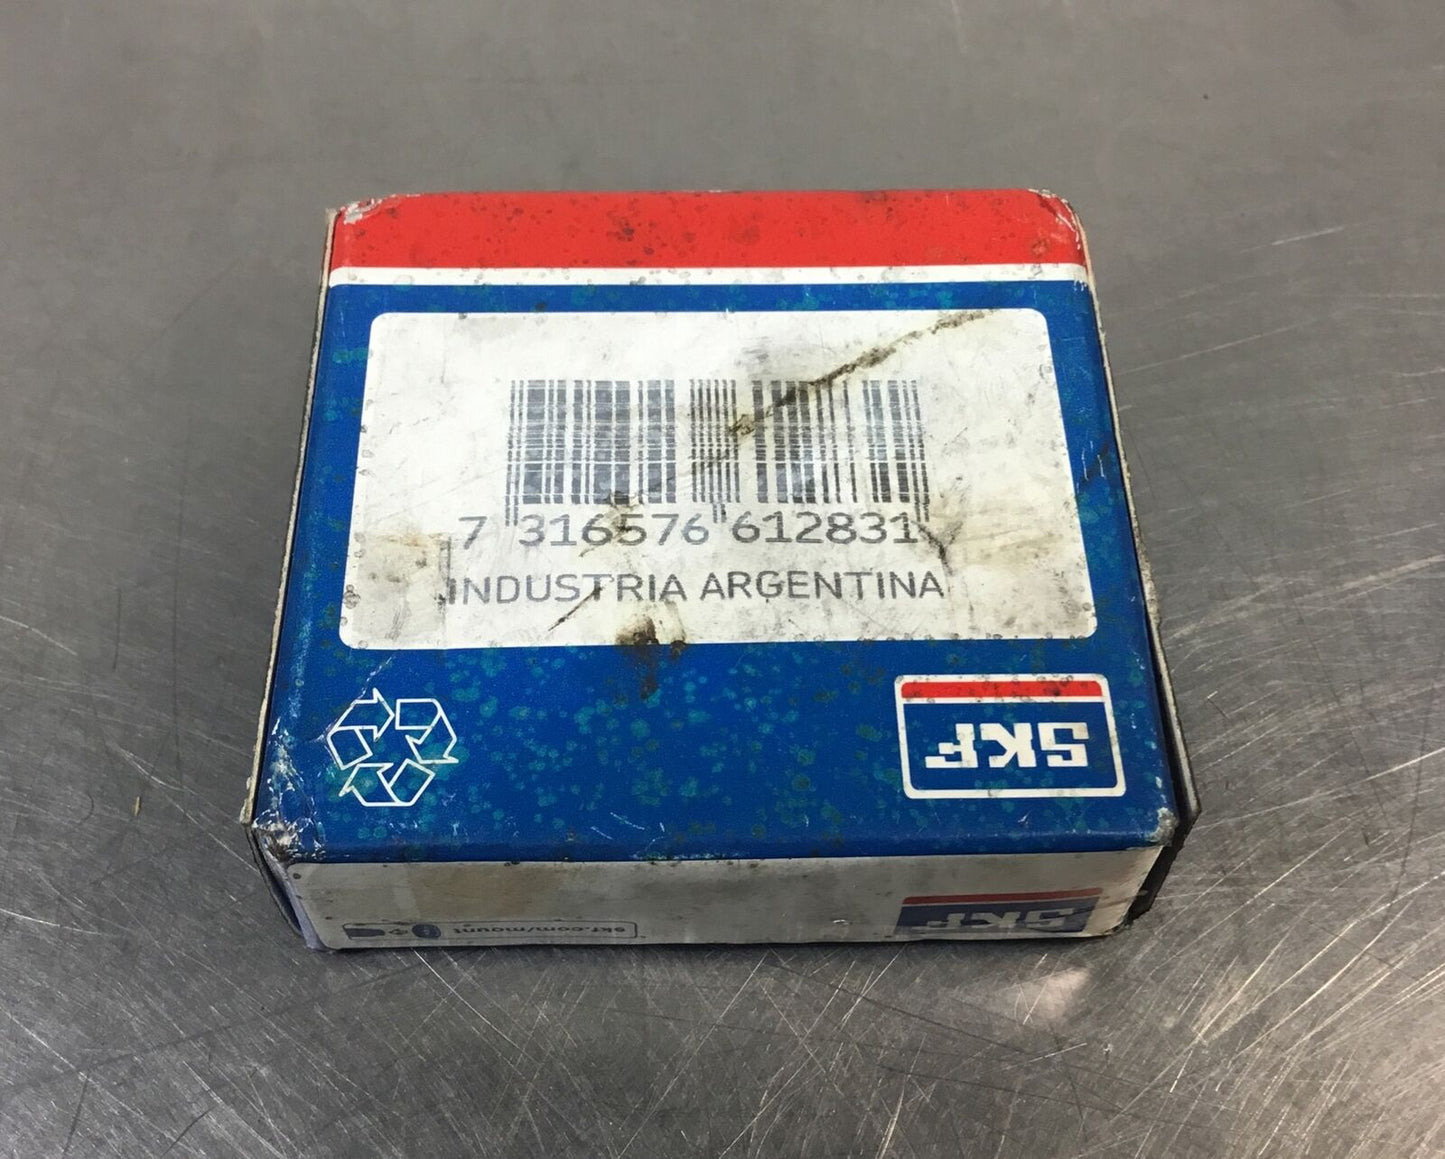 7 316576 612831
INDUSTRIA ARGENTINA
SKF
skf.com/mount
SKF